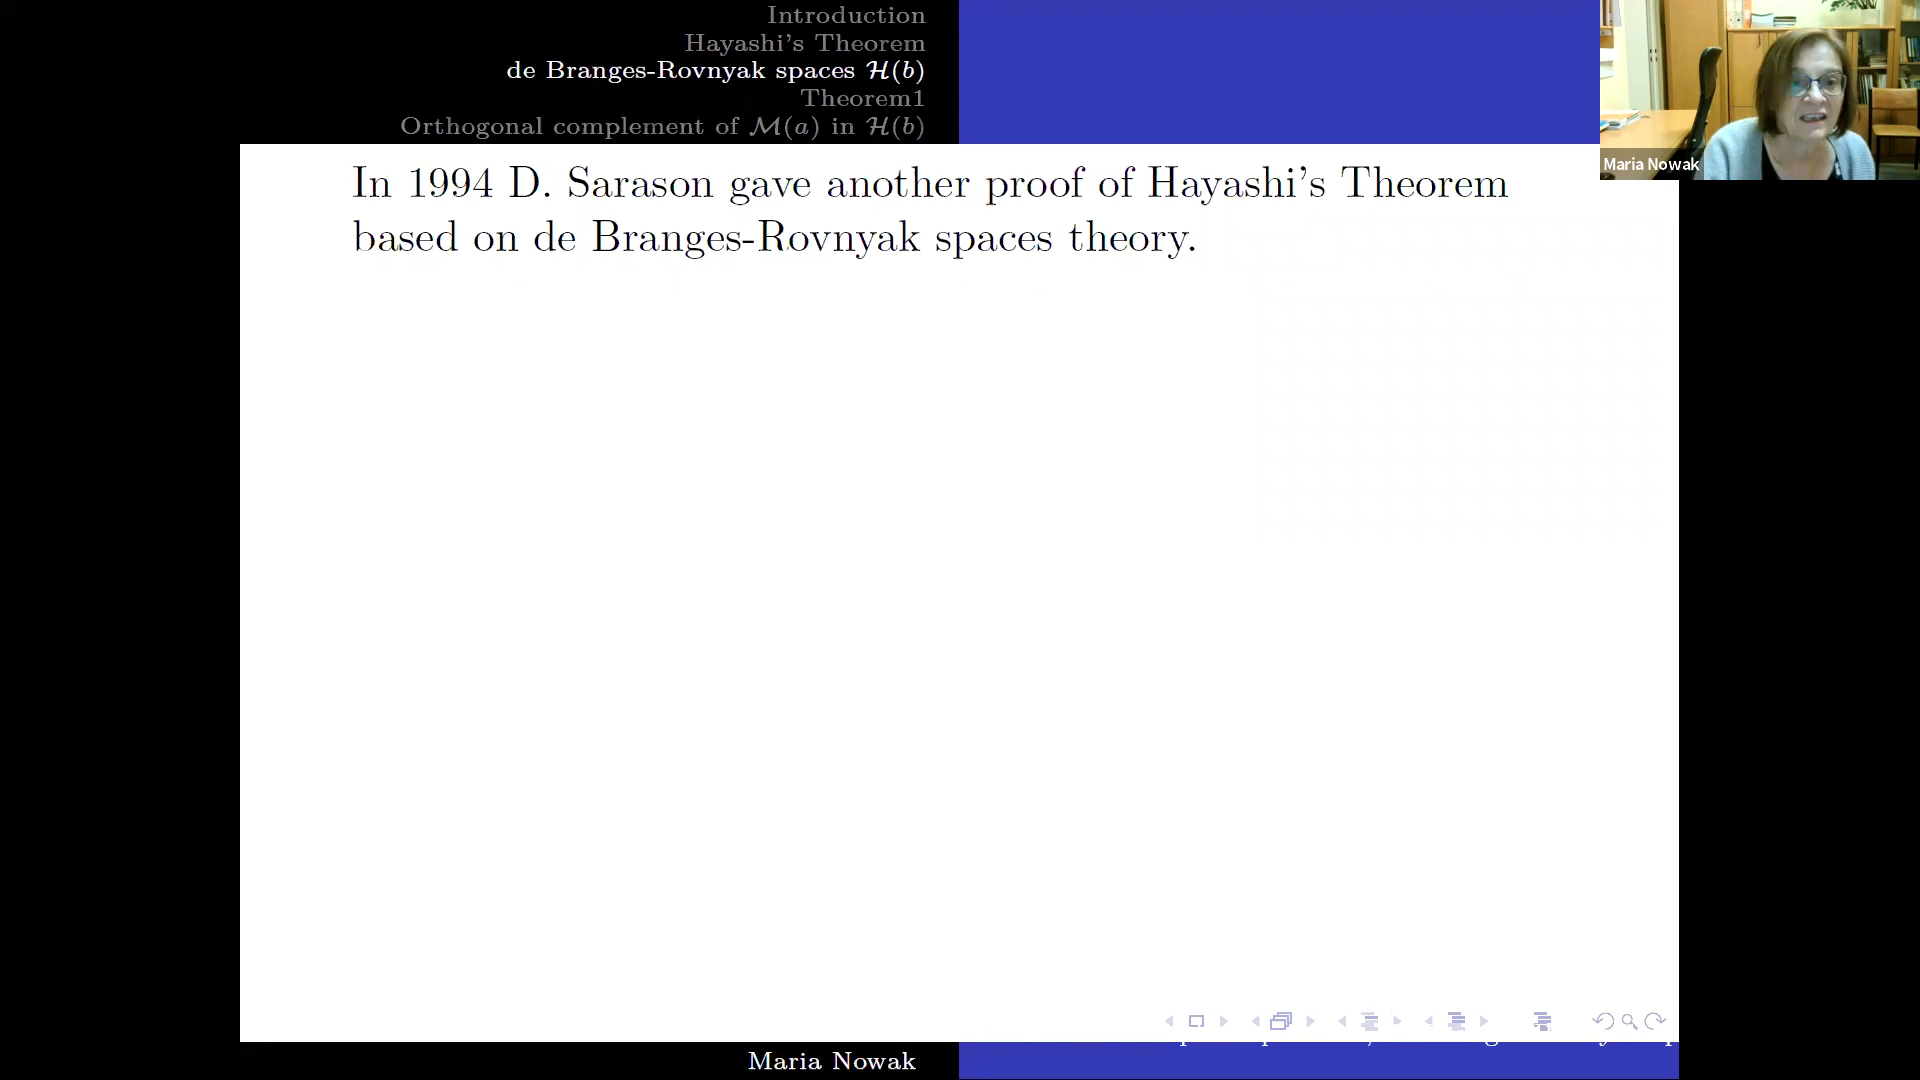 Introduction
Hayashi's Theorem
de Branges-Rovnyak spaces ℋ(b)
Theorem1
Orthogonal complement of ℳ(a) in ℋ(b)
Maria Nowak
In 1994 D. Sarason gave another proof of Hayashi's Theorem
based on de Branges-Rovnyak spaces theory.
Maria Nowak